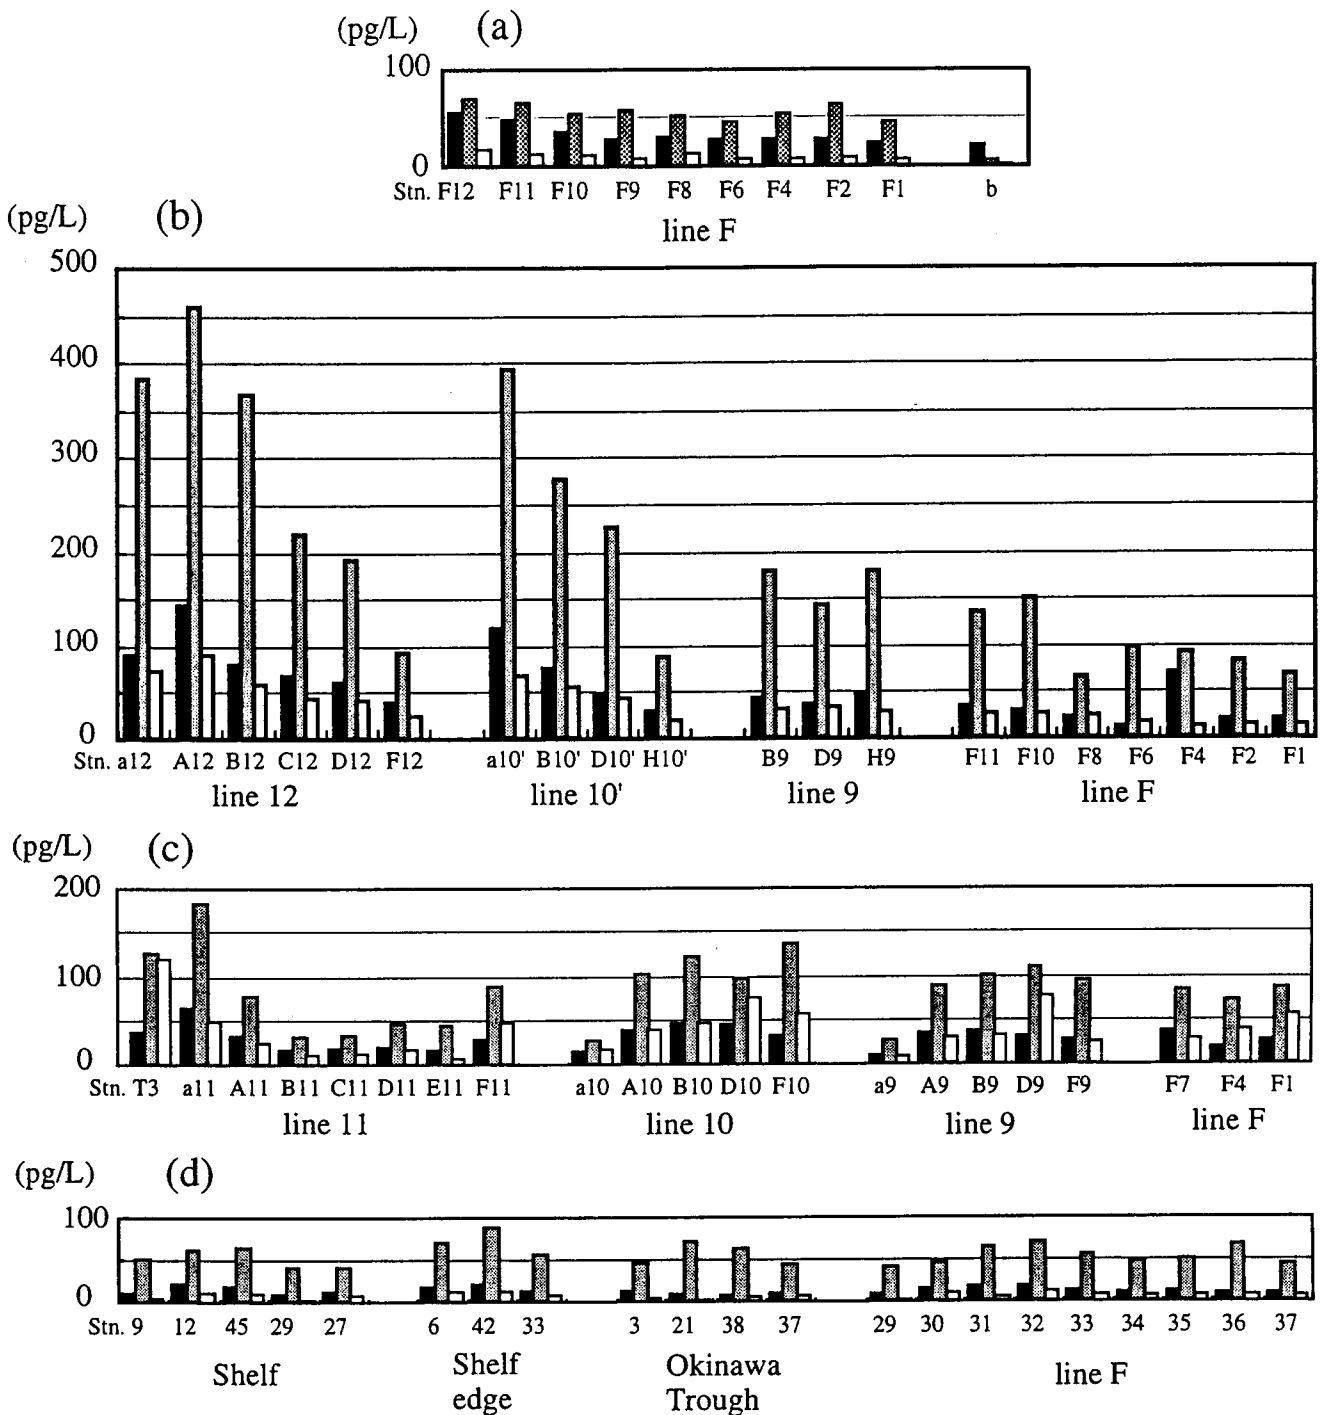 (pg/L) (a)
100
0
Stn. F12 F11 F10 F9 F8 F6 F4 F2 F1 b
line F
(pg/L) (b)
500
400
300
200
100
0
Stn. a12 A12 B12 C12 D12 F12 a10' B10' D10' H10' B9 D9 H9 F11 F10 F8 F6 F4 F2 F1
line 12 line 10' line 9 line F
(pg/L) (c)
200
100
0
Stn. T3 a11 A11 B11 C11 D11 E11 F11 a10 A10 B10 D10 F10 a9 A9 B9 D9 F9 F7 F4 F1
line 11 line 10 line 9 line F
(pg/L) (d)
100
0
Stn. 9 12 45 29 27 6 42 33 3 21 38 37 29 30 31 32 33 34 35 36 37
Shelf Shelf edge Okinawa Trough line F